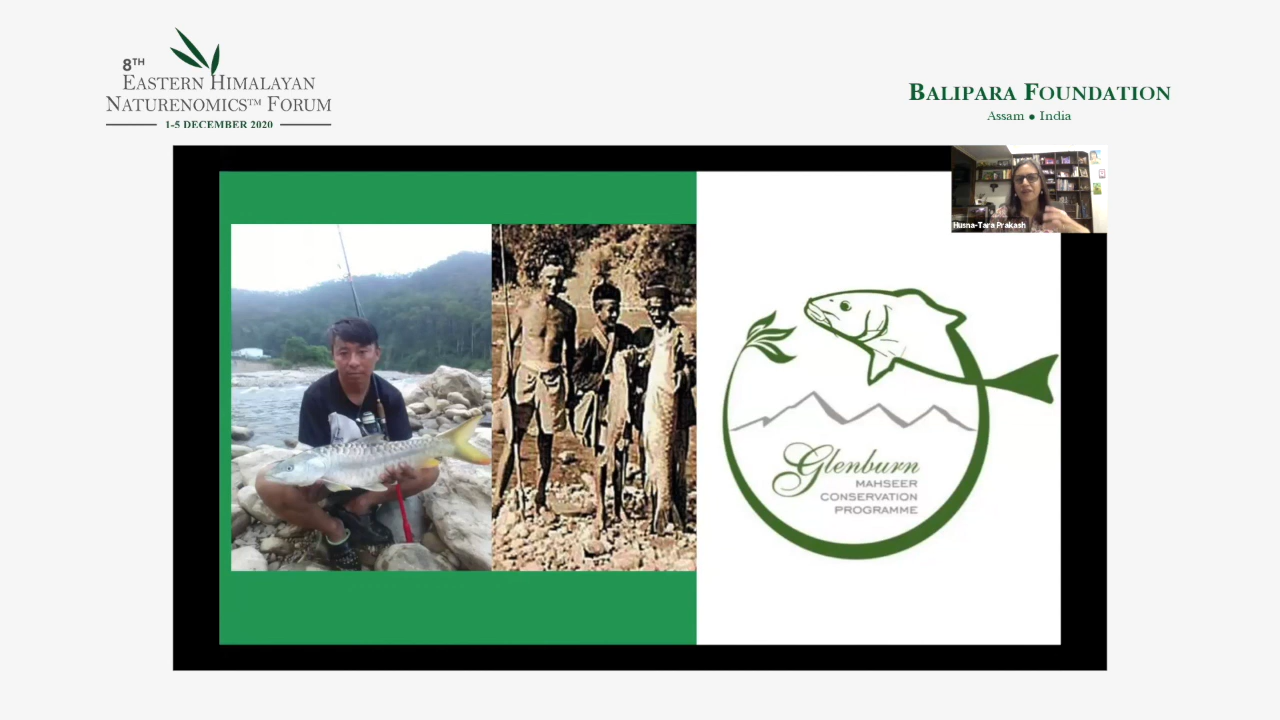 8TH
EASTERN HIMALAYAN
NATURENOMICS™ FORUM
1-5 DECEMBER 2020
BALIPARA FOUNDATION
Assam ● India
Husna-Tara Prakash
Glenburn
MAHSEER
CONSERVATION
PROGRAMME